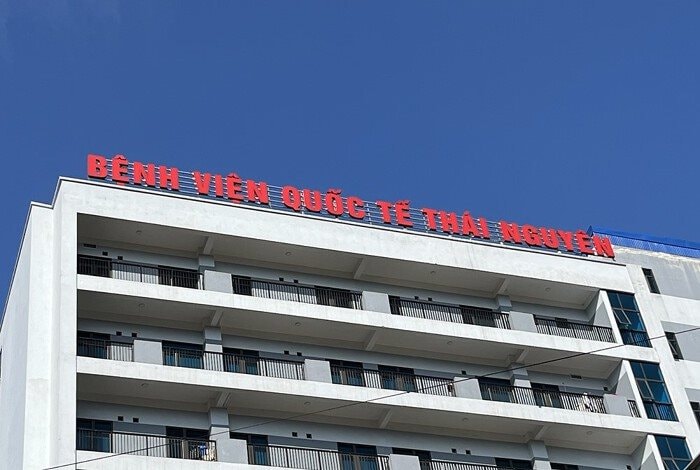 BỆNH VIỆN QUỐC TẾ THÁI NGUYÊN